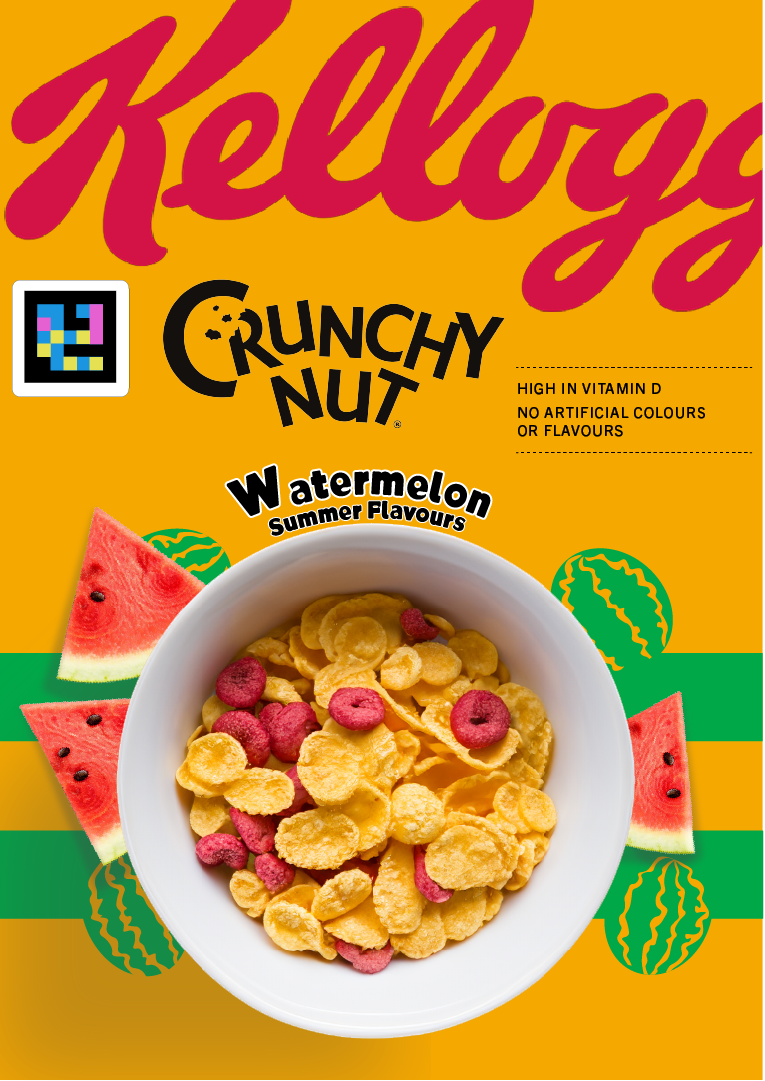 Kellogg
CRUNCHY
NUT®
HIGH IN VITAMIN D
NO ARTIFICIAL COLOURS
OR FLAVOURS
Watermelon
Summer Flavours